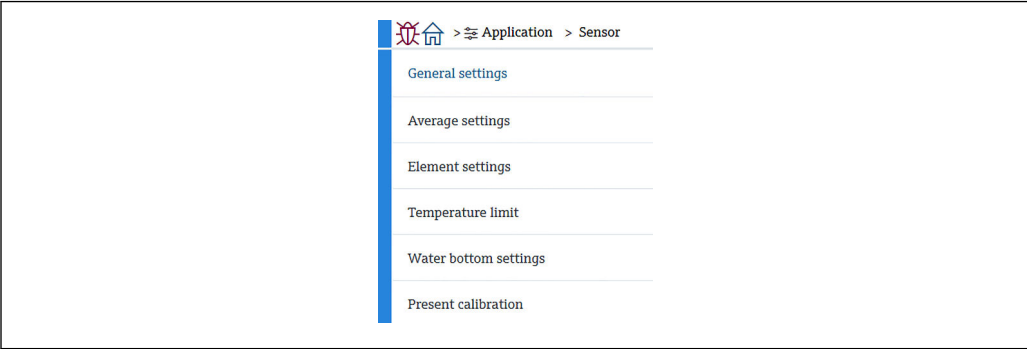 > Application > Sensor
General settings
Average settings
Element settings
Temperature limit
Water bottom settings
Present calibration